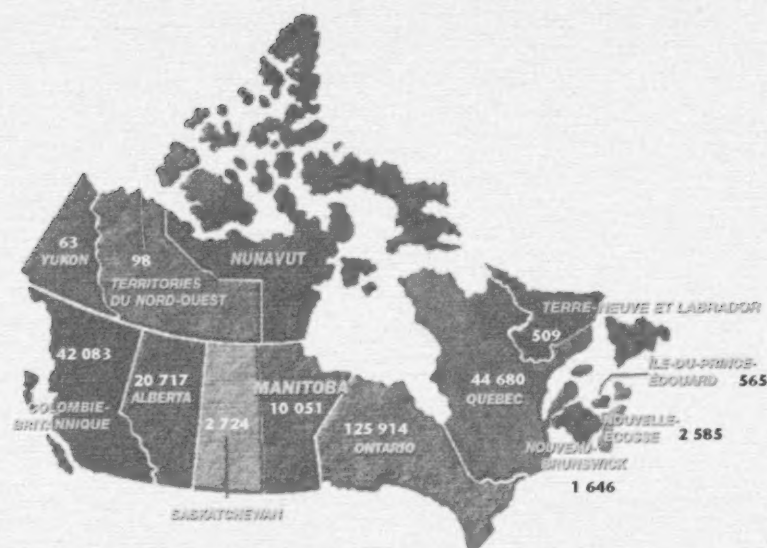 63
YUKON
98
TERRITORIES
DU NORD-OUEST
NUNAVUT
TERRE-NEUVE ET LABRADOR
509
42 083
COLOMBIE-
BRITANNIQUE
20 717
ALBERTA
2 724
SASKATCHEWAN
MANITOBA
10 051
125 914
ONTARIO
44 680
QUÉBEC
ÎLE-DU-PRINCE-
ÉDOUARD 565
NOUVELLE-
ÉCOSSE 2 585
NOUVEAU-
BRUNSWICK
1 646